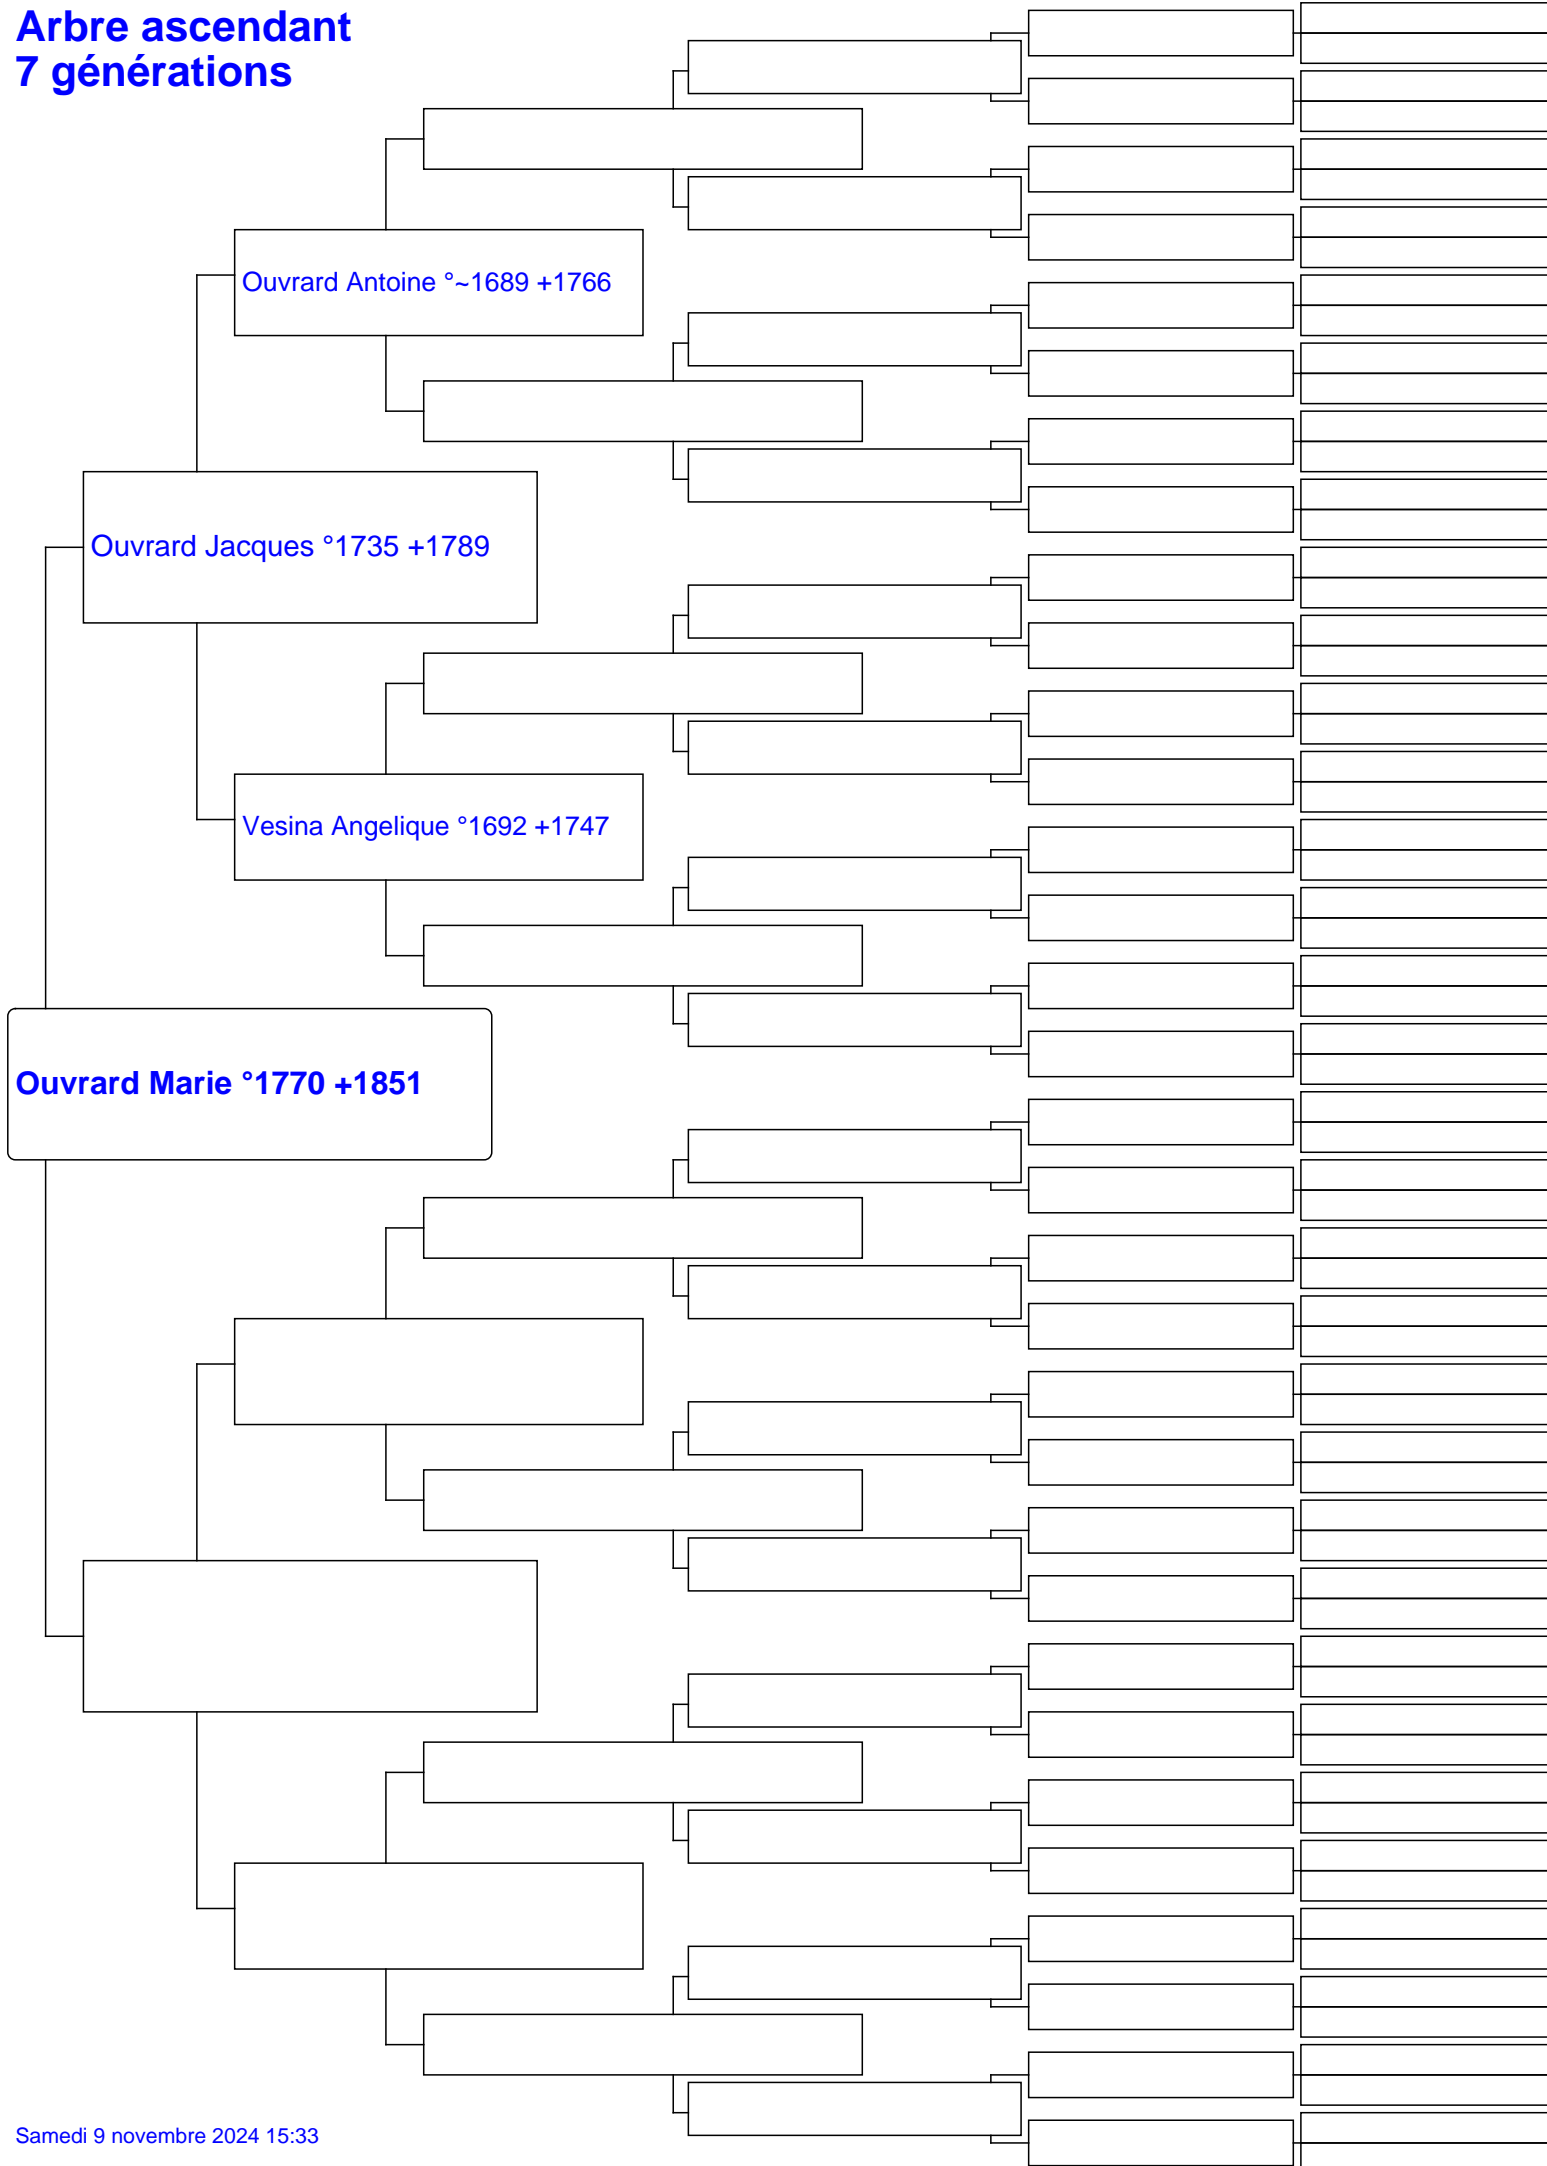 Arbre ascendant
7 générations
Ouvrard Antoine °~1689 +1766
Ouvrard Jacques °1735 +1789
Vesina Angelique °1692 +1747
Ouvrard Marie °1770 +1851
Samedi 9 novembre 2024 15:33